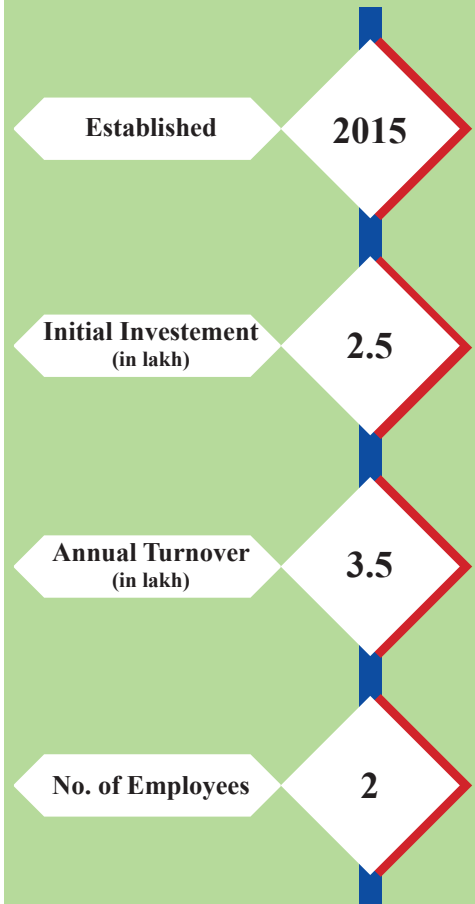 Established
2015
Initial Investement
(in lakh)
2.5
Annual Turnover
(in lakh)
3.5
No. of Employees
2